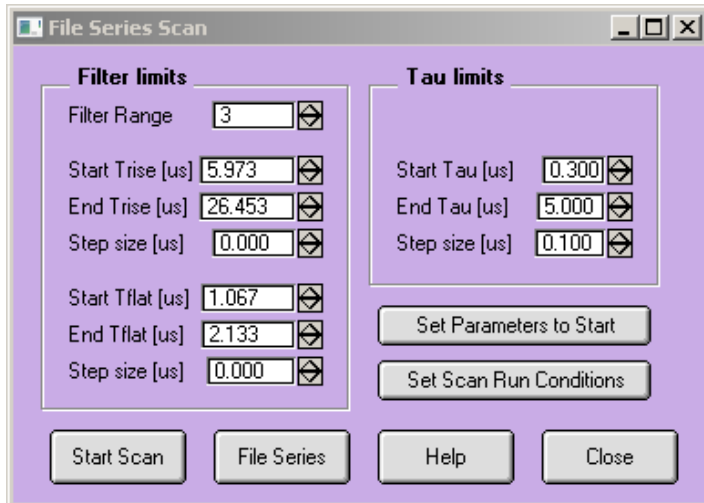 File Series Scan
Filter limits
Filter Range 3
Start Trise [us] 5.973
End Trise [us] 26.453
Step size [us] 0.000
Start Tflat [us] 1.067
End Tflat [us] 2.133
Step size [us] 0.000
Tau limits
Start Tau [us] 0.300
End Tau [us] 5.000
Step size [us] 0.100
Set Parameters to Start
Set Scan Run Conditions
Start Scan File Series Help Close